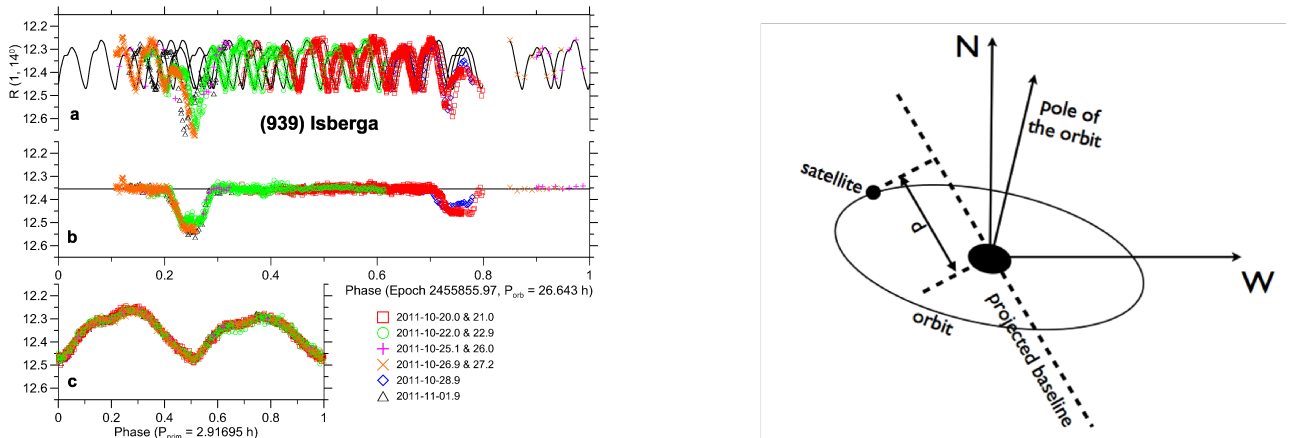 12.2
12.3
12.4
12.5
12.6
R (1, 14º)
a
(939) Isberga
12.2
12.3
12.4
12.5
12.6
b
0 0.2 0.4 0.6 0.8 1
Phase (Epoch 2455855.97, Porb = 26.643 h)
12.2
12.3
12.4
12.5
12.6
c
0 0.2 0.4 0.6 0.8 1
Phase (Pprim = 2.91695 h)
2011-10-20.0 & 21.0
2011-10-22.0 & 22.9
2011-10-25.1 & 26.0
2011-10-26.9 & 27.2
2011-10-28.9
2011-11-01.9
N
pole of
the orbit
satellite
d
W
orbit
projected baseline